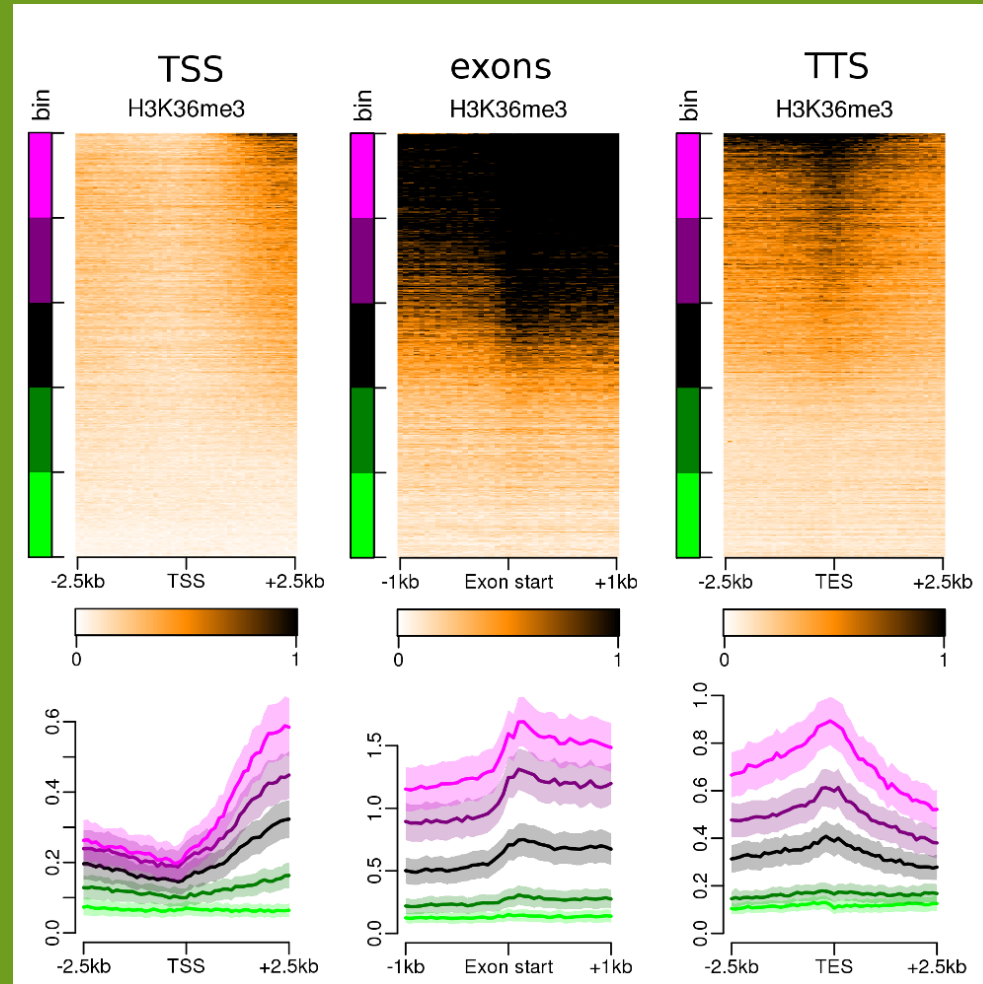 TSS exons TTS
bin H3K36me3 bin H3K36me3 bin H3K36me3
-2.5kb TSS +2.5kb -1kb Exon start +1kb -2.5kb TES +2.5kb
0 1 0 1 0 1
0.6
0.4
0.2
0.0
-2.5kb TSS +2.5kb
1.5
1.0
0.5
0.0
-1kb Exon start +1kb
1.0
0.8
0.6
0.4
0.2
0.0
-2.5kb TES +2.5kb